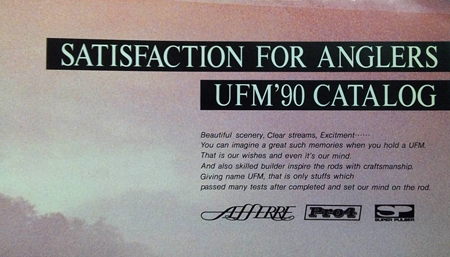 SATISFACTION FOR ANGLERS
UFM'90 CATALOG
Beautiful scenery, Clear streams, Excitement……
You can imagine a great such memories when you hold a UFM.
That is our wishes and even it's our mind.
And also skilled builder inspire the rods with craftsmanship.
Giving name UFM, that is only stuffs which
passed many tests after completed and set our mind on the rod.
Pro4